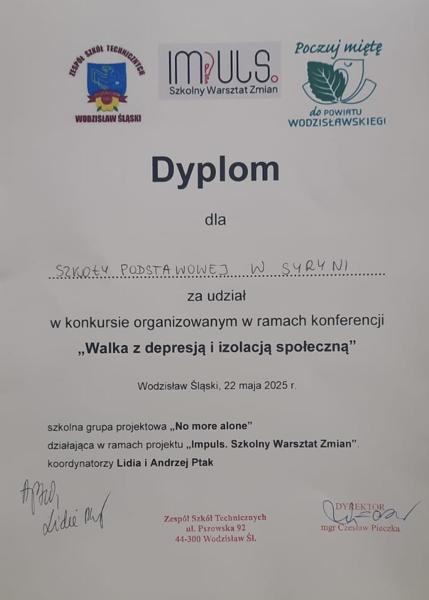 ZESPÓŁ SZKÓŁ TECHNICZNYCH
WODZISŁAW ŚLĄSKI
IMPULS.
Szkolny Warsztat Zmian
Poczuj miętę
do POWIATU
WODZISŁAWSKIEGO
Dyplom
dla
SZKOŁY PODSTAWOWEJ W SYRYNI
za udział
w konkursie organizowanym w ramach konferencji
„Walka z depresją i izolacją społeczną”
Wodzisław Śląski, 22 maja 2025 r.
szkolna grupa projektowa „No more alone”
działająca w ramach projektu „Impuls. Szkolny Warsztat Zmian”.
koordynatorzy Lidia i Andrzej Ptak
Zespół Szkół Technicznych
ul. Pszowska 92
44-300 Wodzisław Śl.
DYREKTOR
mgr Czesław Pieczka